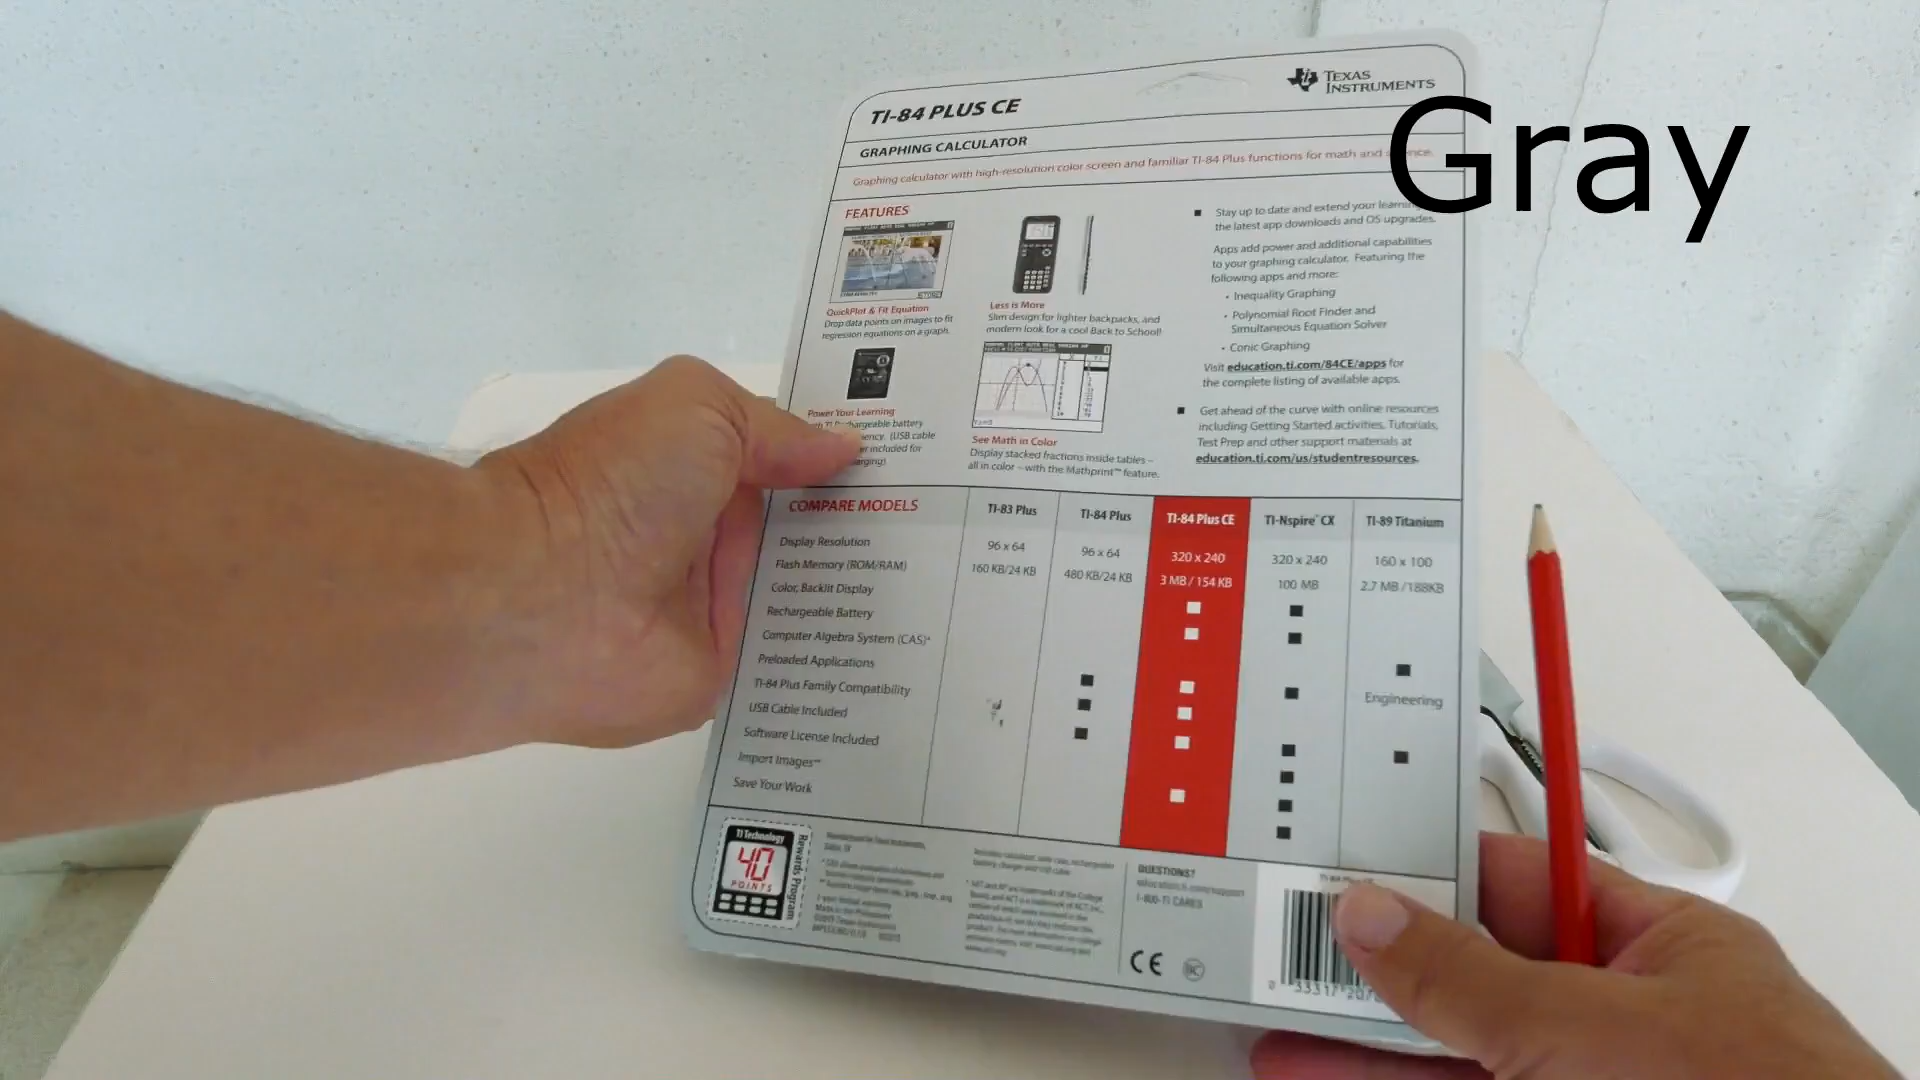 TEXAS
INSTRUMENTS
TI-84 PLUS CE
Gray
GRAPHING CALCULATOR
Graphing calculator with high-resolution color screen and familiar TI-84 Plus functions for math and
FEATURES
QuickPlot & Fit Equation
Drop data points on images to fit
regression equations on a graph.
Power Your Learning
battery
(USB cable
included for
Less is More
Slim design for lighter backpacks, and
modern look for a cool Back to School!
See Math in Color
Display stacked fractions inside tables –
all in color – with the Mathprint™ feature.
Stay up to date and extend your
the latest app downloads and OS upgrades.
Apps add power and additional capabilities
to your graphing calculator. Featuring the
following apps and more:
• Inequality Graphing
• Polynomial Root Finder and
Simultaneous Equation Solver
• Conic Graphing
Visit education.ti.com/84CE/apps for
the complete listing of available apps.
Get ahead of the curve with online resources
including Getting Started activities, Tutorials,
Test Prep and other support materials at
education.ti.com/us/studentresources.
COMPARE MODELS TI-83 Plus TI-84 Plus TI-84 Plus CE TI-Nspire™ CX TI-89 Titanium
Display Resolution 96 x 64 96 x 64 320 x 240 320 x 240 160 x 100
Flash Memory (ROM/RAM) 160 KB/24 KB 480 KB/24 KB 3 MB / 154 KB 100 MB 2.7 MB /188KB
Color, Backlit Display
Rechargeable Battery
Computer Algebra System (CAS)*
Preloaded Applications Engineering
TI-84 Plus Family Compatibility
USB Cable Included
Software License Included
Import Images**
Save Your Work
TI Technology
40
POINTS
Rewards Program
QUESTIONS?
1-800-TI CARES
CE